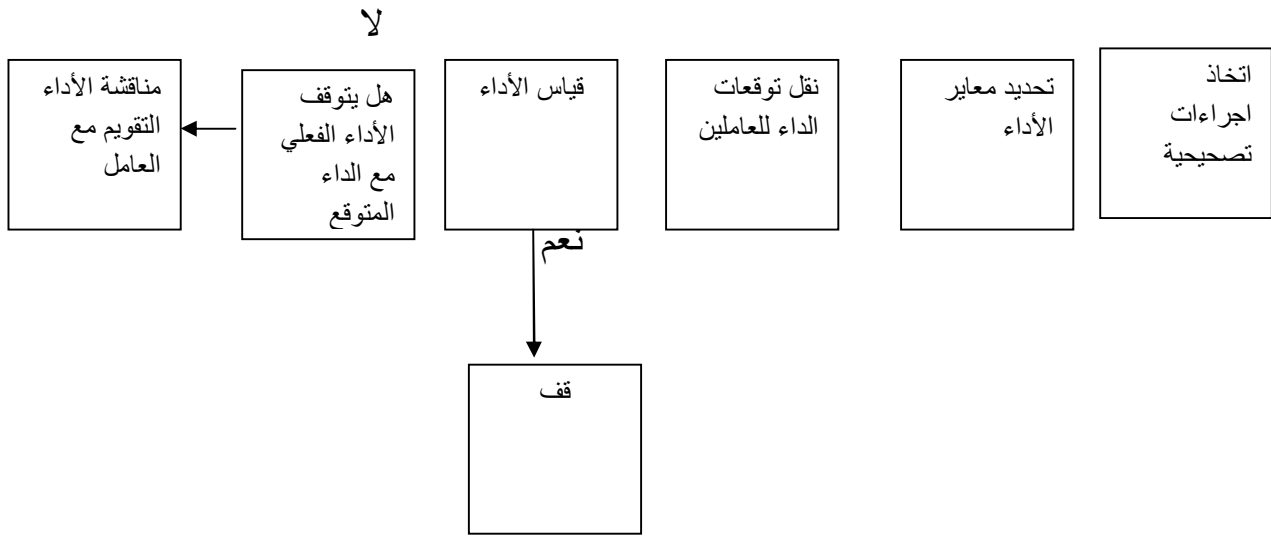 لا
اتخاذ
اجراءات
تصحيحية
تحديد معاير
الأداء
نقل توقعات
الداء للعاملين
قياس الأداء
هل يتوقف
الأداء الفعلي
مع الداء
المتوقع
مناقشة الأداء
التقويم مع
العامل
نعم
قف